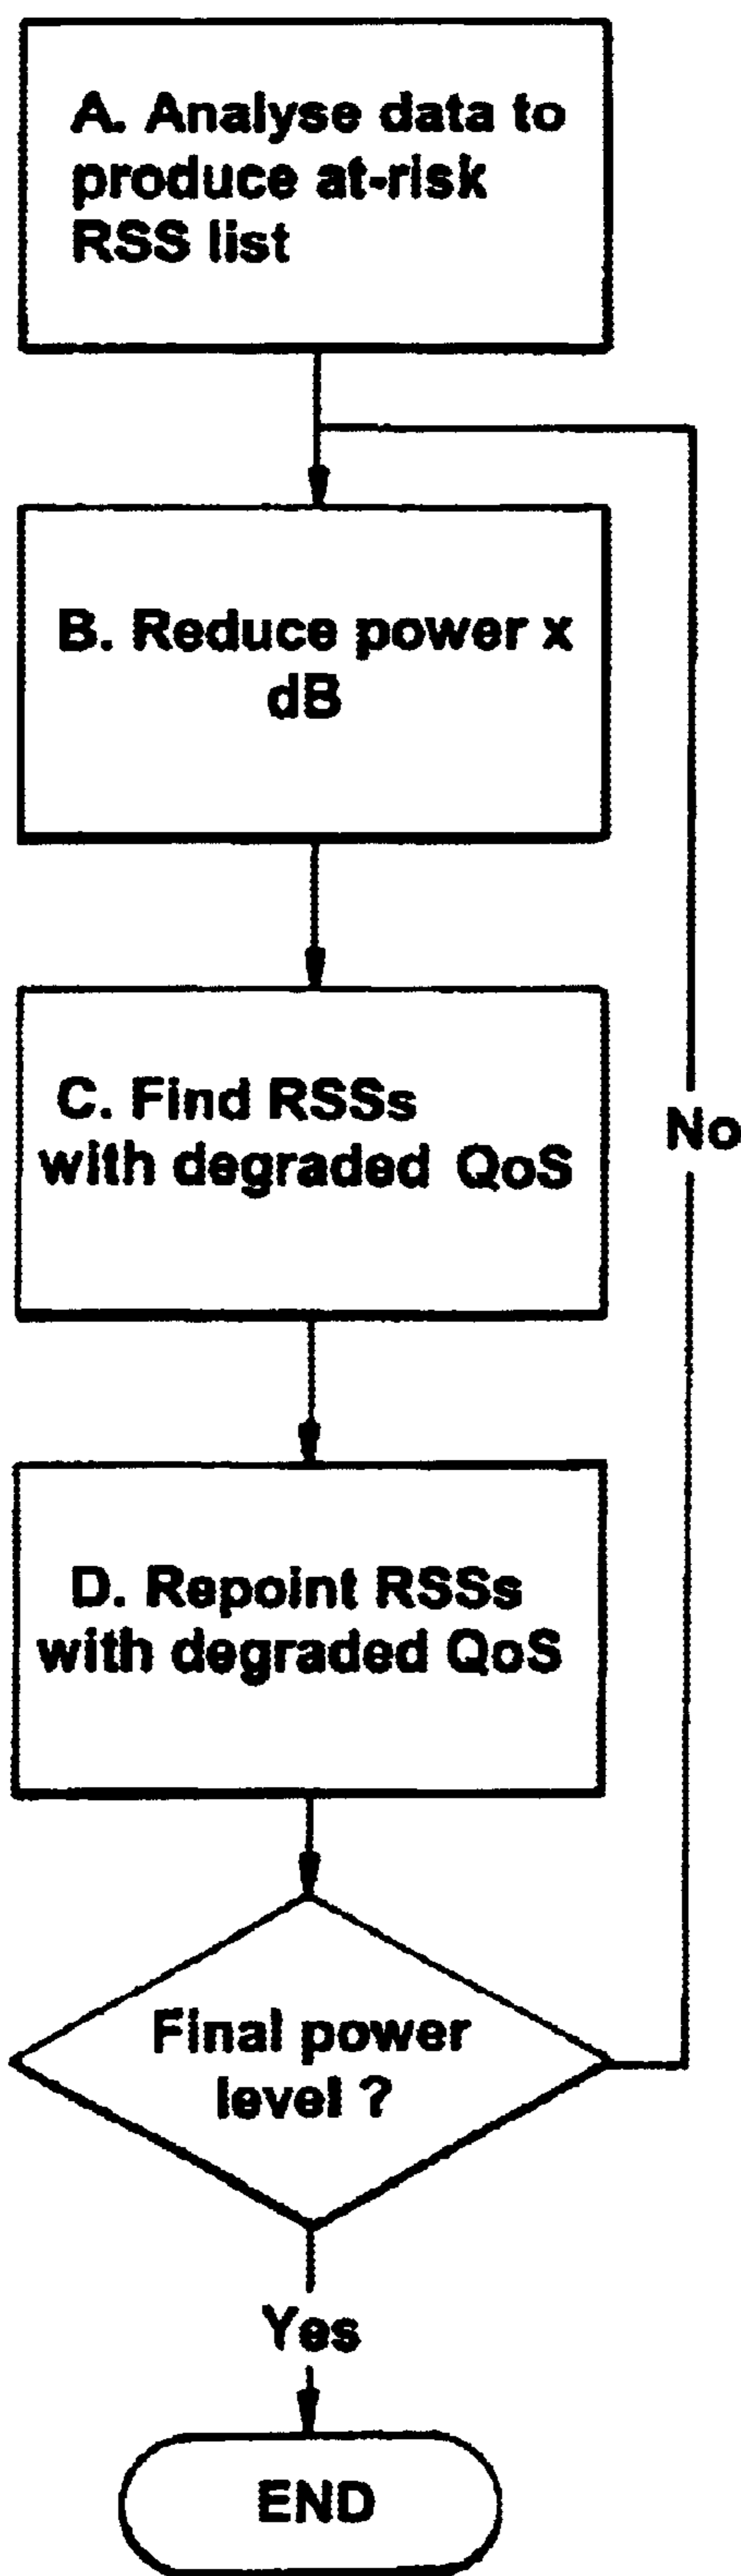 A. Analyse data to
produce at-risk
RSS list
B. Reduce power x
dB
C. Find RSSs
with degraded QoS
No
D. Repoint RSSs
with degraded QoS
Final power
level ?
Yes
END